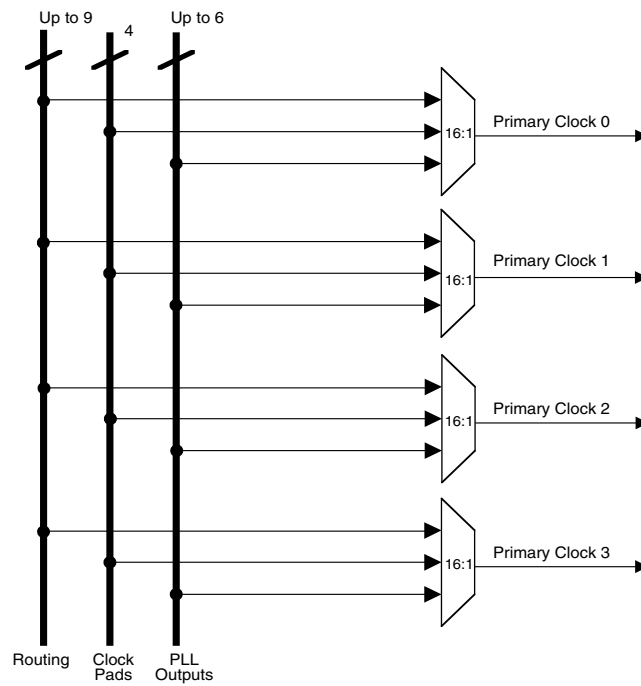 Up to 9
4
Up to 6
16:1
Primary Clock 0
16:1
Primary Clock 1
16:1
Primary Clock 2
16:1
Primary Clock 3
Routing
Clock
Pads
PLL
Outputs